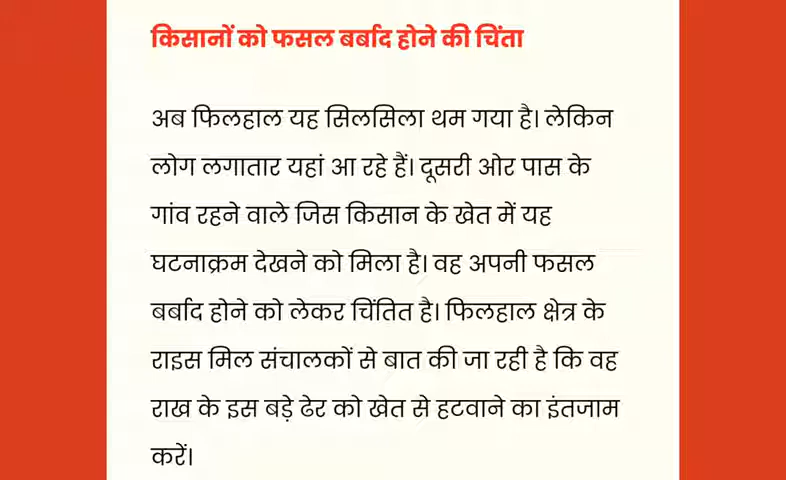 किसानों को फसल बर्बाद होने की चिंता
अब फिलहाल यह सिलसिला थम गया है। लेकिन
लोग लगातार यहां आ रहे हैं। दूसरी ओर पास के
गांव रहने वाले जिस किसान के खेत में यह
घटनाक्रम देखने को मिला है। वह अपनी फसल
बर्बाद होने को लेकर चिंतित है। फिलहाल क्षेत्र के
राइस मिल संचालकों से बात की जा रही है कि वह
राख के इस बड़े ढेर को खेत से हटवाने का इंतजाम
करें।